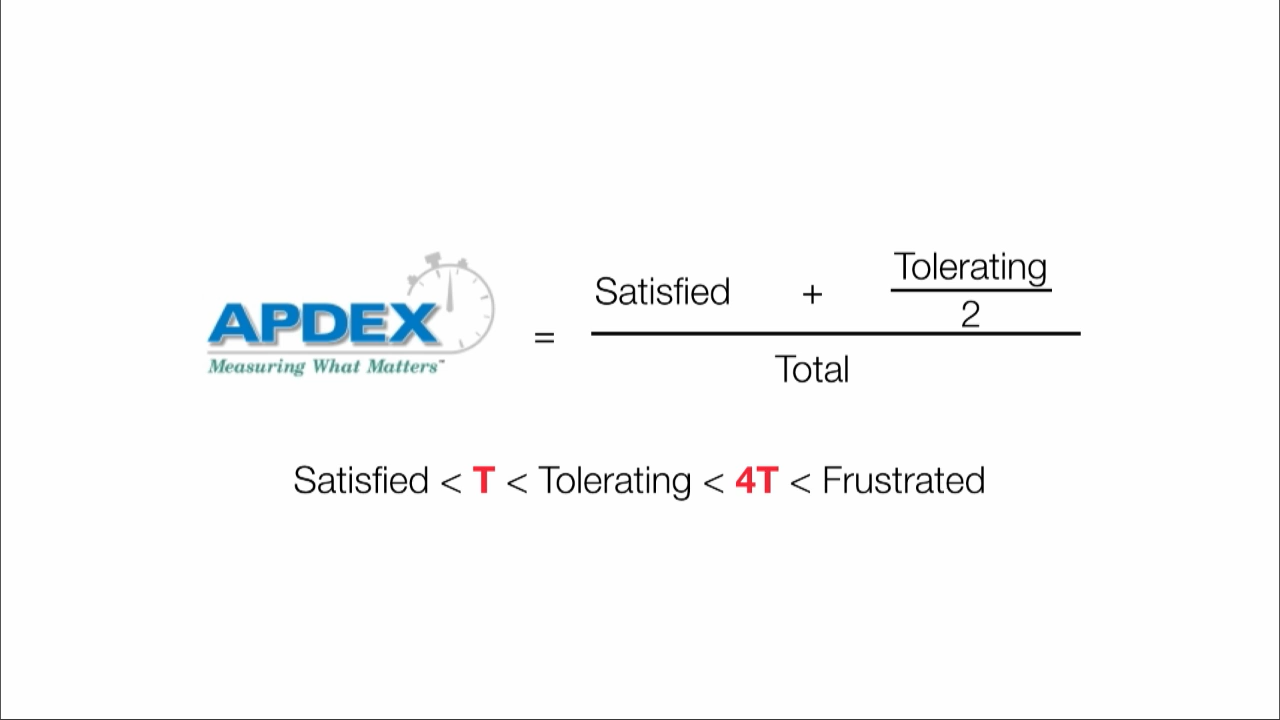 APDEX
Measuring What Matters™
=
Satisfied + Tolerating
2
Total
Satisfied < T < Tolerating < 4T < Frustrated